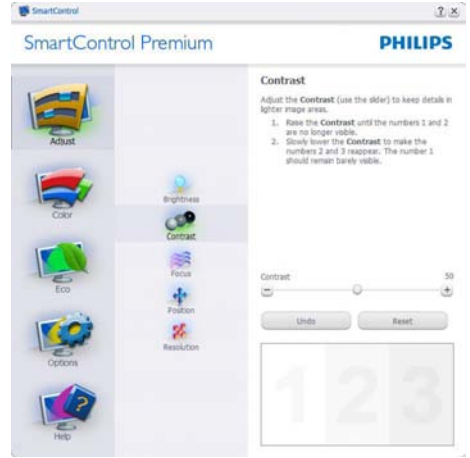 SmartControl
? x
SmartControl Premium
PHILIPS
Adjust
Color
Eco
Options
Help
Brightness
Contrast
Focus
Position
Resolution
Contrast
Adjust the Contrast (use the slider) to keep details in
lighter image areas.
1. Raise the Contrast until the numbers 1 and 2
are no longer visible.
2. Slowly lower the Contrast to make the
numbers 2 and 3 reappear. The number 1
should remain barely visible.
Contrast 50
- +
Undo Reset
1 2 3